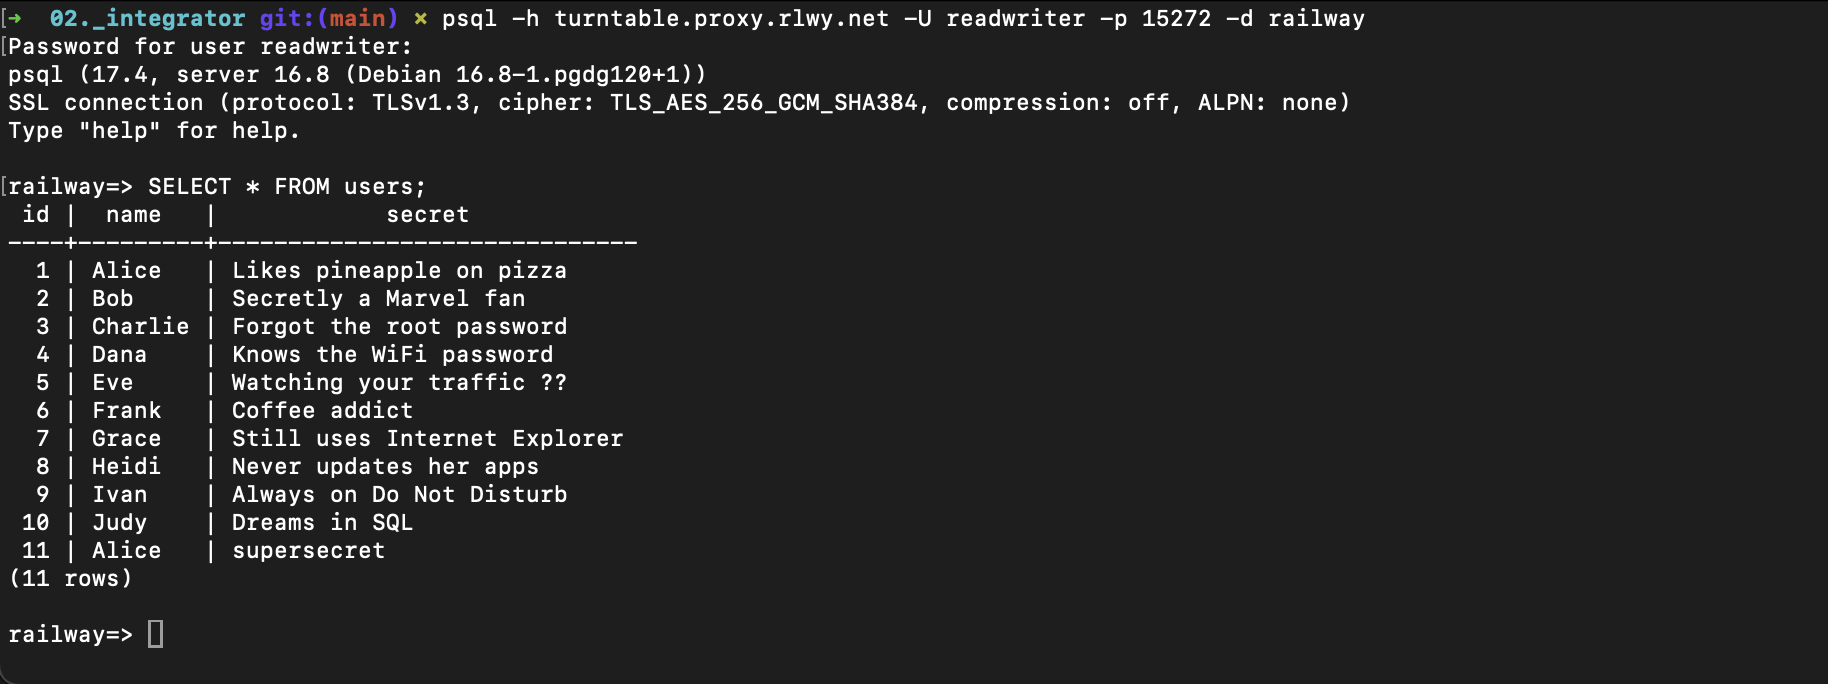 → 02._integrator git:(main) × psql -h turntable.proxy.rlwy.net -U readwriter -p 15272 -d railway
Password for user readwriter:
psql (17.4, server 16.8 (Debian 16.8-1.pgdg120+1))
SSL connection (protocol: TLSv1.3, cipher: TLS_AES_256_GCM_SHA384, compression: off, ALPN: none)
Type "help" for help.
railway=> SELECT * FROM users;
 id |  name   |            secret
----+---------+------------------------------
  1 | Alice   | Likes pineapple on pizza
  2 | Bob     | Secretly a Marvel fan
  3 | Charlie | Forgot the root password
  4 | Dana    | Knows the WiFi password
  5 | Eve     | Watching your traffic ??
  6 | Frank   | Coffee addict
  7 | Grace   | Still uses Internet Explorer
  8 | Heidi   | Never updates her apps
  9 | Ivan    | Always on Do Not Disturb
 10 | Judy    | Dreams in SQL
 11 | Alice   | supersecret
(11 rows)
railway=>